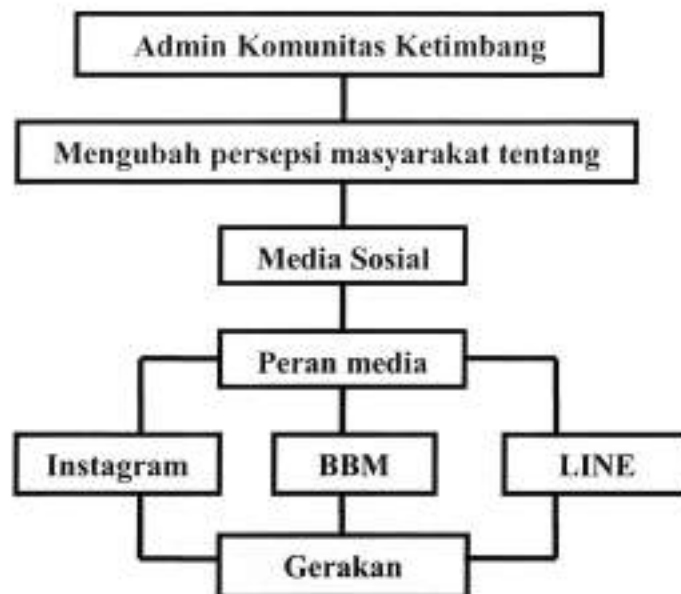 Admin Komunitas Ketimbang
Mengubah persepsi masyarakat tentang
Media Sosial
Peran media
Instagram
BBM
LINE
Gerakan